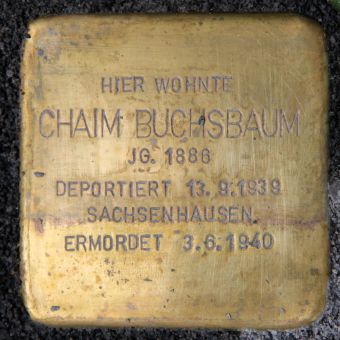 HIER WOHNTE
CHAIM BUCHSBAUM
JG. 1886
DEPORTIERT 13.9.1939
SACHSENHAUSEN
ERMORDET 3.6.1940